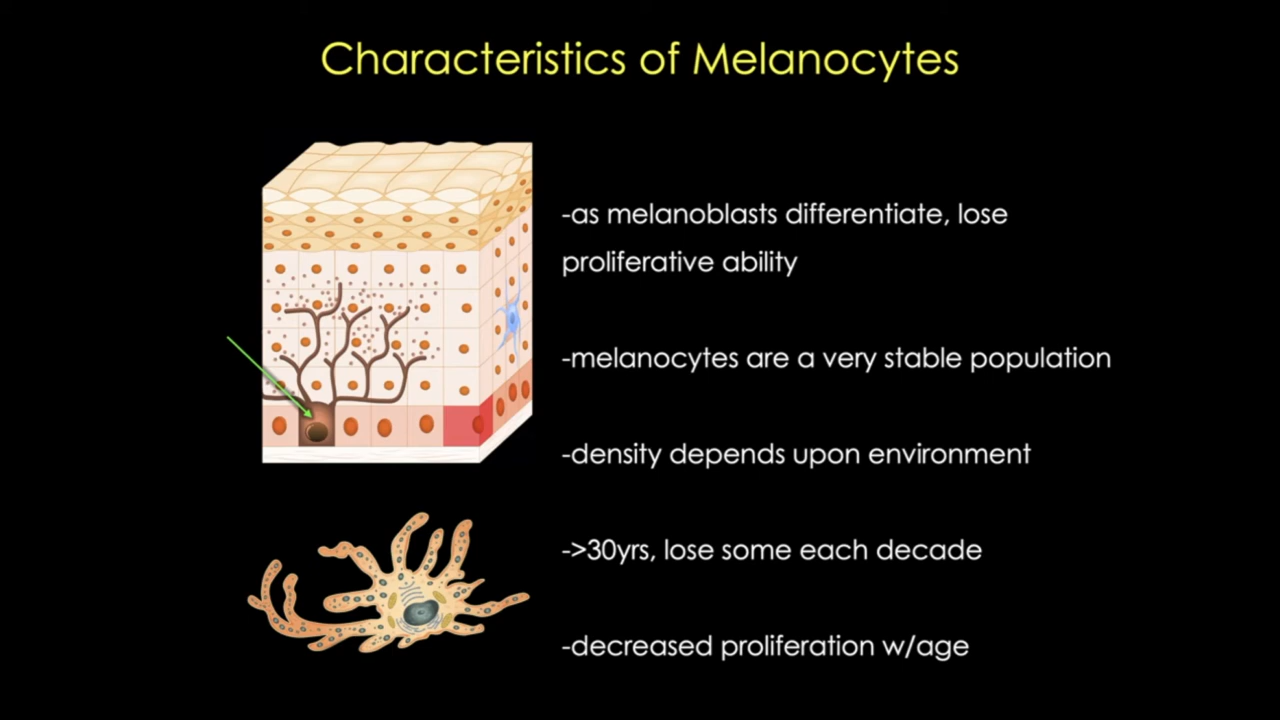 Characteristics of Melanocytes
-as melanoblasts differentiate, lose
proliferative ability
-melanocytes are a very stable population
-density depends upon environment
->30yrs, lose some each decade
-decreased proliferation w/age